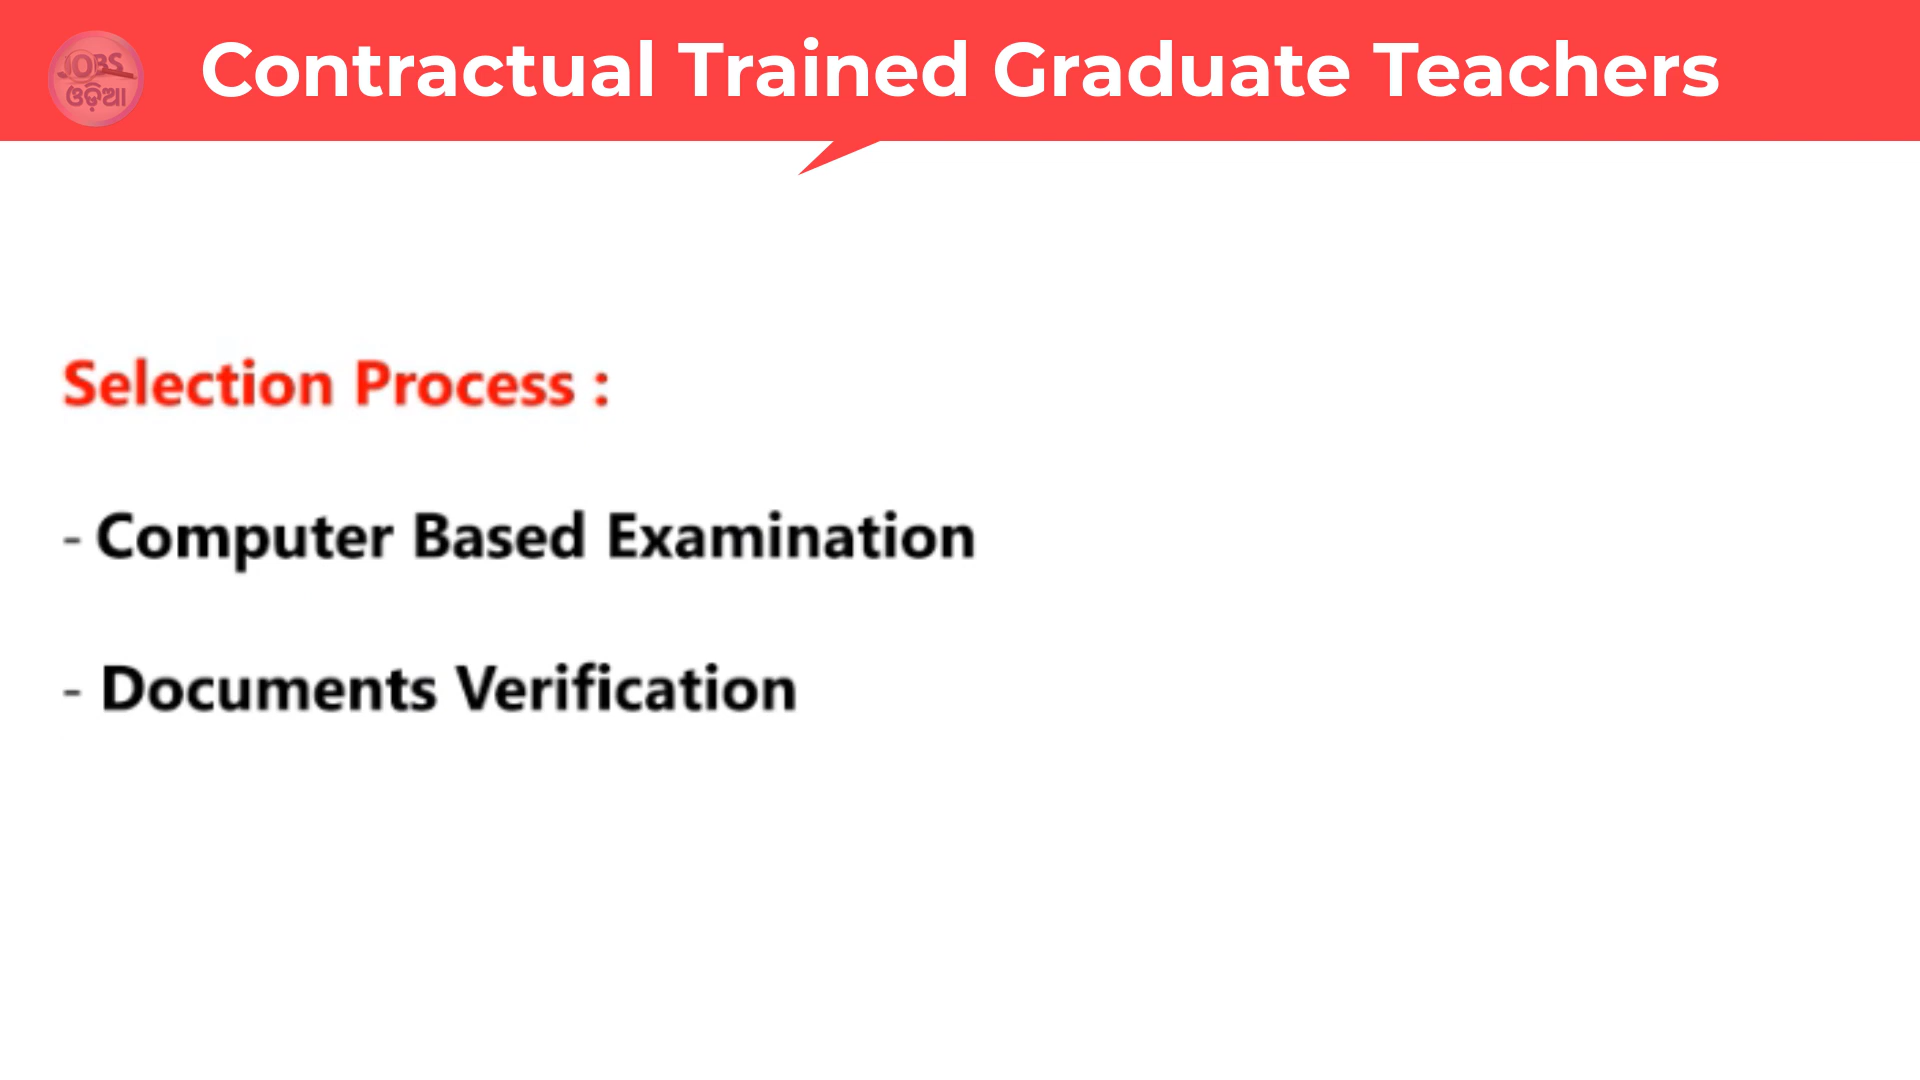 JOBS
ଓଡ଼ିଆ
Contractual Trained Graduate Teachers
Selection Process :
- Computer Based Examination
- Documents Verification